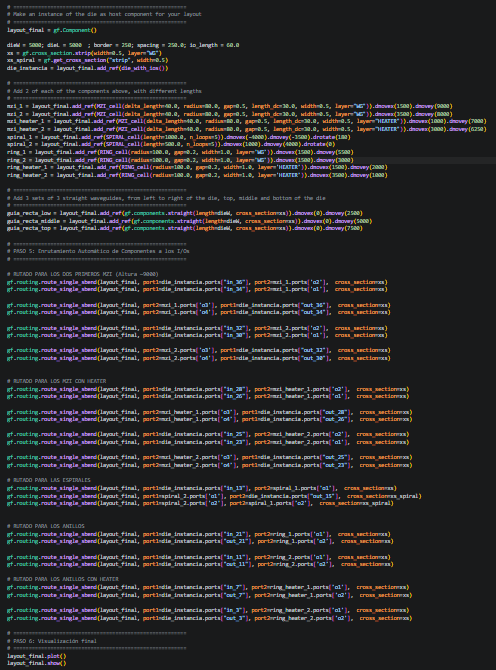 # ====================================================
# Make an instance of the die as host component for your layout
# ====================================================
layout_final = gf.Component()
dieW = 5000; dieL = 5000  ; border = 250; spacing = 250.0; io_length = 60.0
xs = gf.cross_section.strip(width=0.5, layer="WG")
xs_spiral = gf.get_cross_section("strip", width=0.5)
die_instancia = layout_final.add_ref(die_with_ios())
# ====================================================
# Add 2 of each of the components above, with different lengths
# ====================================================
mzi_1 = layout_final.add_ref(MZI_cell(delta_length=80.0, radius=80.0, gap=0.5, length_dc=30.0, width=0.5, layer="WG")).dmovex(1500).dmovey(9000)
mzi_2 = layout_final.add_ref(MZI_cell(delta_length=40.0, radius=80.0, gap=0.5, length_dc=30.0, width=0.5, layer="WG")).dmovex(1500).dmovey(8000)
mzi_heater_1 = layout_final.add_ref(MZI_cell(delta_length=40.0, radius=80.0, gap=0.5, length_dc=30.0, width=0.5, layer="HEATER")).dmovex(1000).dmovey(7000)
mzi_heater_2 = layout_final.add_ref(MZI_cell(delta_length=40.0, radius=80.0, gap=0.5, length_dc=40.0, width=0.5, layer="HEATER")).dmovex(3000).dmovey(6250)
spiral_1 = layout_final.add_ref(SPIRAL_cell(length=1000.0, n_loops=5)).dmovex(-4000).dmovey(-3500).drotate(180)
spiral_2 = layout_final.add_ref(SPIRAL_cell(length=500.0, n_loops=5)).dmovex(1000).dmovey(4000).drotate(0)
ring_1 = layout_final.add_ref(RING_cell(radius=100.0, gap=0.2, width=1.0, layer="WG")).dmovex(1500).dmovey(5500)
ring_2 = layout_final.add_ref(RING_cell(radius=100.0, gap=0.2, width=1.0, layer="WG")).dmovex(1500).dmovey(3000)
ring_heater_1 = layout_final.add_ref(RING_cell(radius=100.0, gap=0.2, width=1.0, layer="HEATER")).dmovex(1500).dmovey(2000)
ring_heater_2 = layout_final.add_ref(RING_cell(radius=100.0, gap=0.2, width=1.0, layer="HEATER")).dmovex(3500).dmovey(1000)
# ====================================================
# Add 3 sets of 3 straight waveguides, from left to right of the die, top, middle and bottom of the die
# ====================================================
guia_recta_low = layout_final.add_ref(gf.components.straight(length=dieW, cross_section=xs)).dmovex(0).dmovey(2500)
guia_recta_middle = layout_final.add_ref(gf.components.straight(length=dieW, cross_section=xs)).dmovex(0).dmovey(5000)
guia_recta_top = layout_final.add_ref(gf.components.straight(length=dieW, cross_section=xs)).dmovex(0).dmovey(7500)
# ====================================================
# PASO 5: Enrutamiento Automático de Componentes a los I/Os
# ====================================================
# RUTADO PARA LOS DOS PRIMEROS MZI (Altura ~9000)
gf.routing.route_single_sbend(layout_final, port1=die_instancia.ports["in_36"], port2=mzi_1.ports['o2'],  cross_section=xs)
gf.routing.route_single_sbend(layout_final, port1=die_instancia.ports["in_34"], port2=mzi_1.ports['o1'],  cross_section=xs)
gf.routing.route_single_sbend(layout_final, port2=mzi_1.ports['o3'], port1=die_instancia.ports["out_36"],  cross_section=xs)
gf.routing.route_single_sbend(layout_final, port2=mzi_1.ports['o4'], port1=die_instancia.ports["out_34"],  cross_section=xs)
gf.routing.route_single_sbend(layout_final, port1=die_instancia.ports["in_32"], port2=mzi_2.ports['o2'], cross_section=xs)
gf.routing.route_single_sbend(layout_final, port1=die_instancia.ports["in_30"], port2=mzi_2.ports['o1'], cross_section=xs)
gf.routing.route_single_sbend(layout_final, port2=mzi_2.ports['o3'], port1=die_instancia.ports["out_32"], cross_section=xs)
gf.routing.route_single_sbend(layout_final, port2=mzi_2.ports['o4'], port1=die_instancia.ports["out_30"], cross_section=xs)
# RUTADO PARA LOS MZI CON HEATER
gf.routing.route_single_sbend(layout_final, port1=die_instancia.ports["in_28"], port2=mzi_heater_1.ports['o2'],  cross_section=xs)
gf.routing.route_single_sbend(layout_final, port1=die_instancia.ports["in_26"], port2=mzi_heater_1.ports['o1'],  cross_section=xs)
gf.routing.route_single_sbend(layout_final, port2=mzi_heater_1.ports['o3'], port1=die_instancia.ports["out_28"], cross_section=xs)
gf.routing.route_single_sbend(layout_final, port2=mzi_heater_1.ports['o4'], port1=die_instancia.ports["out_26"], cross_section=xs)
gf.routing.route_single_sbend(layout_final, port1=die_instancia.ports["in_25"], port2=mzi_heater_2.ports['o2'], cross_section=xs)
gf.routing.route_single_sbend(layout_final, port1=die_instancia.ports["in_23"], port2=mzi_heater_2.ports['o1'], cross_section=xs)
gf.routing.route_single_sbend(layout_final, port2=mzi_heater_2.ports['o3'], port1=die_instancia.ports["out_25"], cross_section=xs)
gf.routing.route_single_sbend(layout_final, port2=mzi_heater_2.ports['o4'], port1=die_instancia.ports["out_23"], cross_section=xs)
# RUTADO PARA LAS ESPIRALES
gf.routing.route_single_sbend(layout_final, port1=die_instancia.ports["in_13"], port2=spiral_1.ports['o1'], cross_section=xs)
gf.routing.route_single_sbend(layout_final, port1=spiral_2.ports['o1'], port2=die_instancia.ports["out_15"], cross_section=xs_spiral)
gf.routing.route_single_sbend(layout_final, port1=spiral_2.ports['o2'], port2=spiral_1.ports['o2'],  cross_section=xs_spiral)
# RUTADO PARA LOS ANILLOS
gf.routing.route_single_sbend(layout_final, port1=die_instancia.ports["in_21"], port2=ring_1.ports['o1'], cross_section=xs)
gf.routing.route_single_sbend(layout_final, port1=die_instancia.ports["out_21"], port2=ring_1.ports['o2'],  cross_section=xs)
gf.routing.route_single_sbend(layout_final, port1=die_instancia.ports["in_11"], port2=ring_2.ports['o1'], cross_section=xs)
gf.routing.route_single_sbend(layout_final, port1=die_instancia.ports["out_11"], port2=ring_2.ports['o2'], cross_section=xs)
# RUTADO PARA LOS ANILLOS CON HEATER
gf.routing.route_single_sbend(layout_final, port1=die_instancia.ports["in_7"], port2=ring_heater_1.ports['o1'],  cross_section=xs)
gf.routing.route_single_sbend(layout_final, port1=die_instancia.ports["out_7"], port2=ring_heater_1.ports['o2'],  cross_section=xs)
gf.routing.route_single_sbend(layout_final, port1=die_instancia.ports["in_3"], port2=ring_heater_2.ports['o1'],  cross_section=xs)
gf.routing.route_single_sbend(layout_final, port1=die_instancia.ports["out_3"], port2=ring_heater_2.ports['o2'],  cross_section=xs)
# ====================================================
# PASO 6: Visualización final
# ====================================================
layout_final.plot()
layout_final.show()